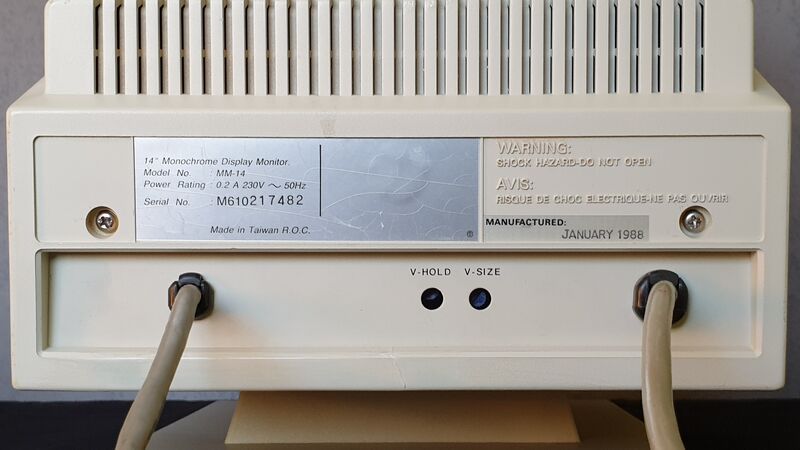 14" Monochrome Display Monitor.
Model No. : MM-14
Power Rating : 0.2 A 230V ~ 50Hz
Serial No. : M610217482
Made in Taiwan R.O.C.
®
WARNING:
SHOCK HAZARD-DO NOT OPEN
AVIS:
RISQUE DE CHOC ELECTRIQUE-NE PAS OUVRIR
MANUFACTURED:
JANUARY 1988
V-HOLD V-SIZE